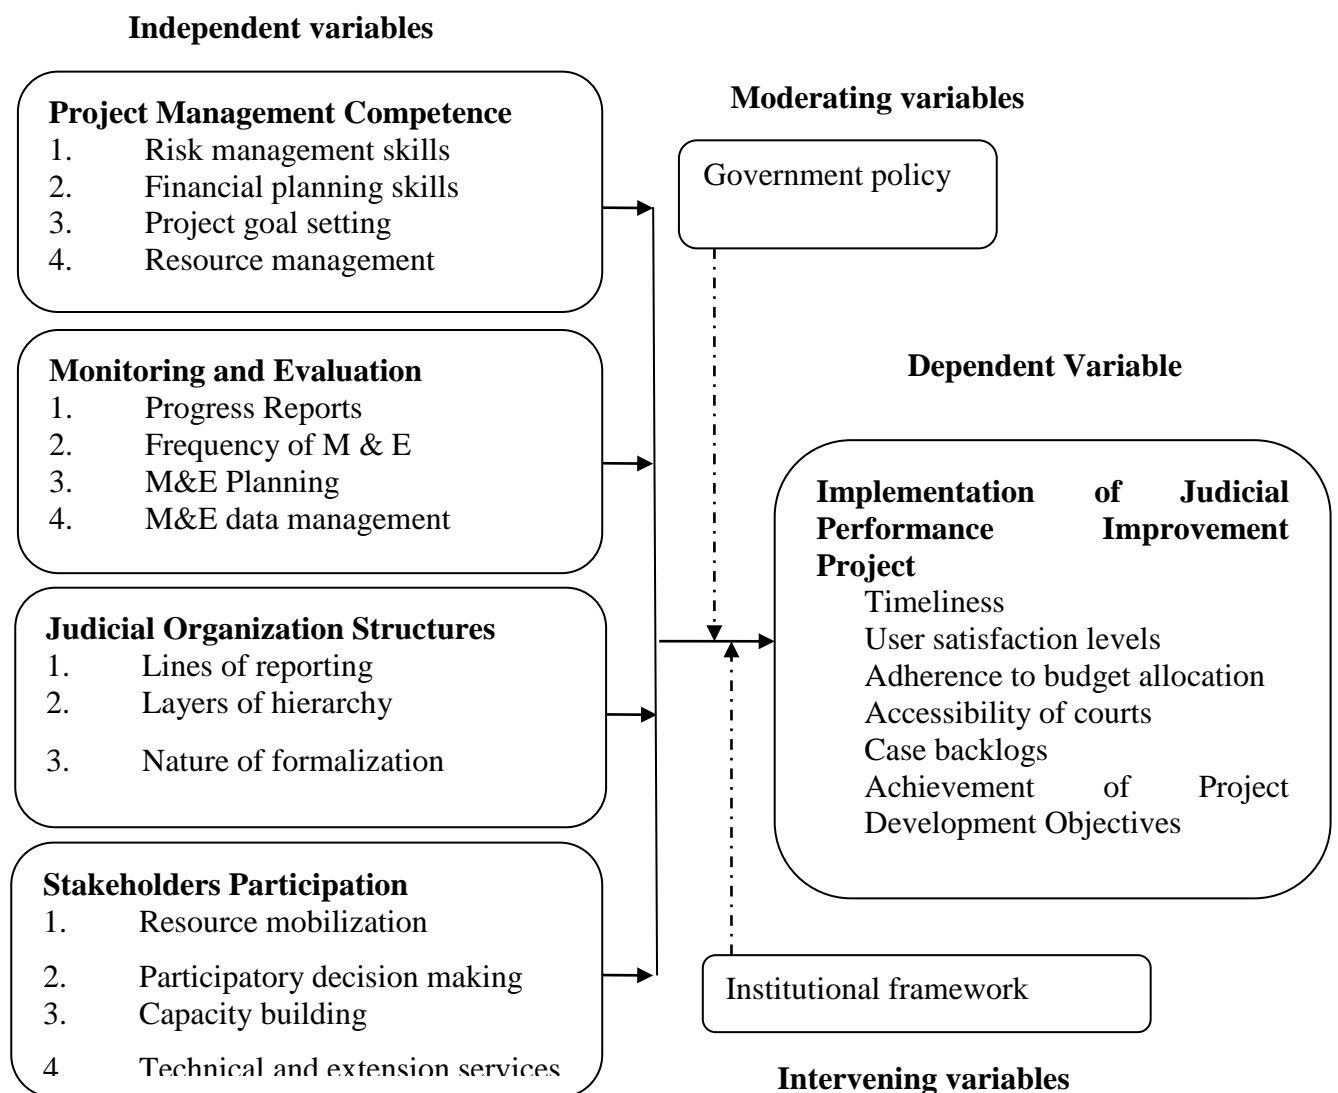 Independent variables
Project Management Competence
1. Risk management skills
2. Financial planning skills
3. Project goal setting
4. Resource management
Monitoring and Evaluation
1. Progress Reports
2. Frequency of M & E
3. M&E Planning
4. M&E data management
Judicial Organization Structures
1. Lines of reporting
2. Layers of hierarchy
3. Nature of formalization
Stakeholders Participation
1. Resource mobilization
2. Participatory decision making
3. Capacity building
4 Technical and extension services
Moderating variables
Government policy
Dependent Variable
Implementation of Judicial
Performance Improvement
Project
Timeliness
User satisfaction levels
Adherence to budget allocation
Accessibility of courts
Case backlogs
Achievement of Project
Development Objectives
Institutional framework
Intervening variables